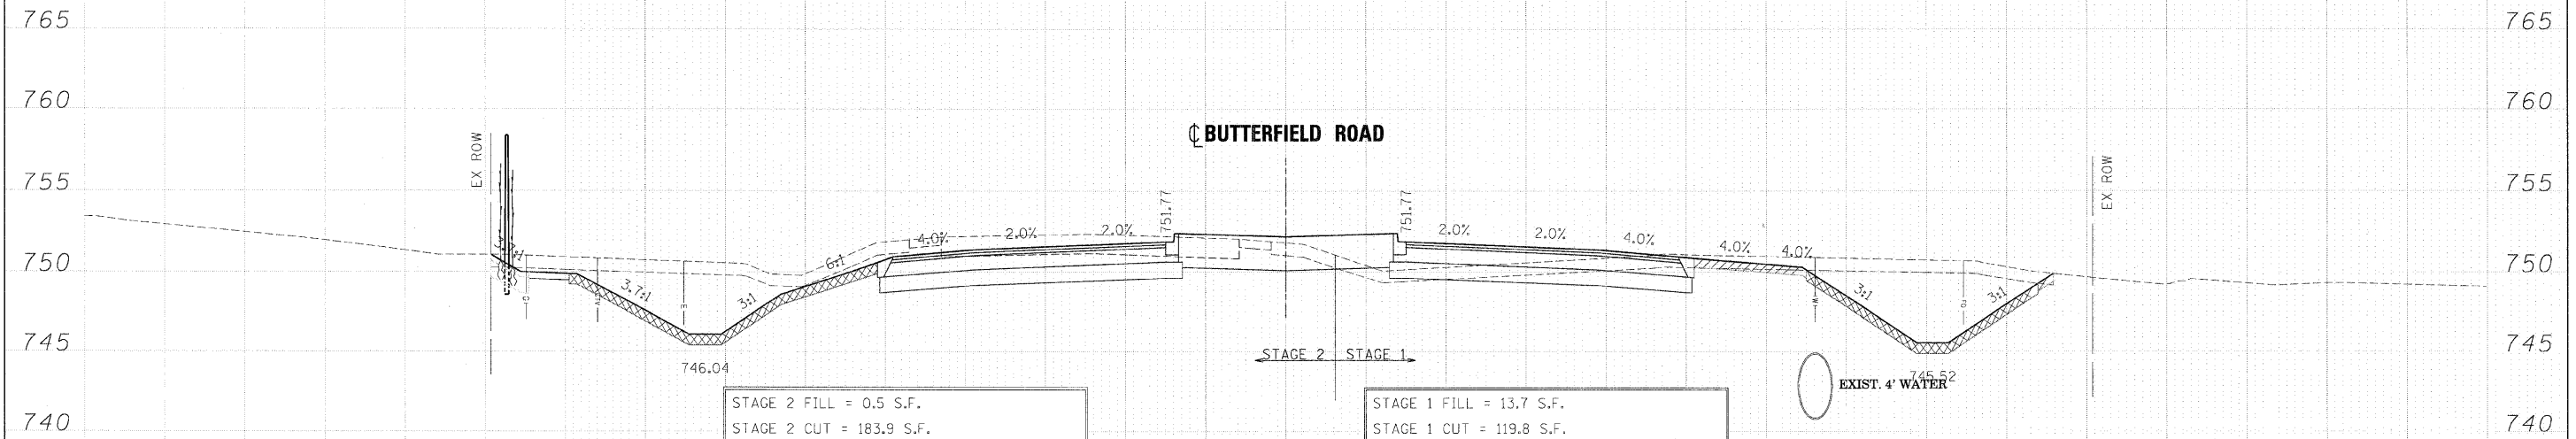 765 765
760 760
℄ BUTTERFIELD ROAD
EX ROW
EX ROW
755 755
751.77 751.77
4.0% 2.0% 2.0% 2.0% 2.0% 4.0% 4.0% 4.0%
750 750
6:1
3.7:1 3:1 3:1 3:1
745 745
STAGE 2 STAGE 1
746.04 745.52
EXIST. 4' WATER
STAGE 2 FILL = 0.5 S.F.
STAGE 2 CUT = 183.9 S.F.
STAGE 1 FILL = 13.7 S.F.
STAGE 1 CUT = 119.8 S.F.
740 740